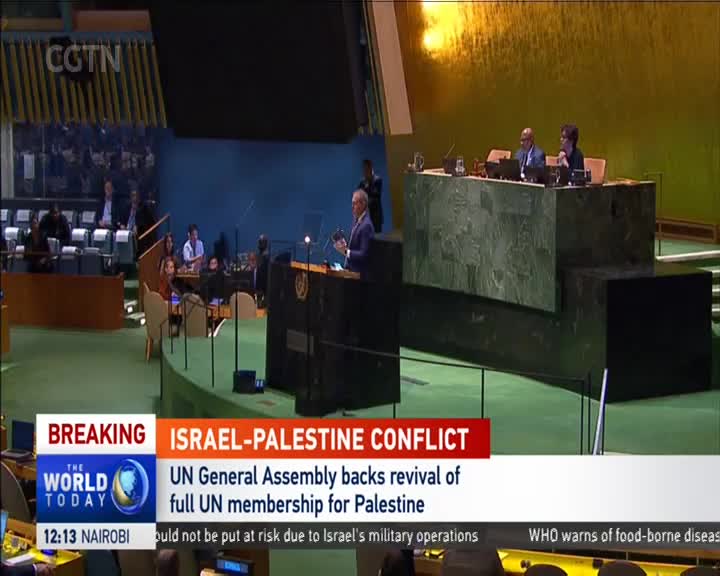 CGTN
BREAKING
ISRAEL-PALESTINE CONFLICT
THE
WORLD
TODAY
UN General Assembly backs revival of
full UN membership for Palestine
12:13 NAIROBI
ould not be put at risk due to Israel's military operations
WHO warns of food-borne diseas